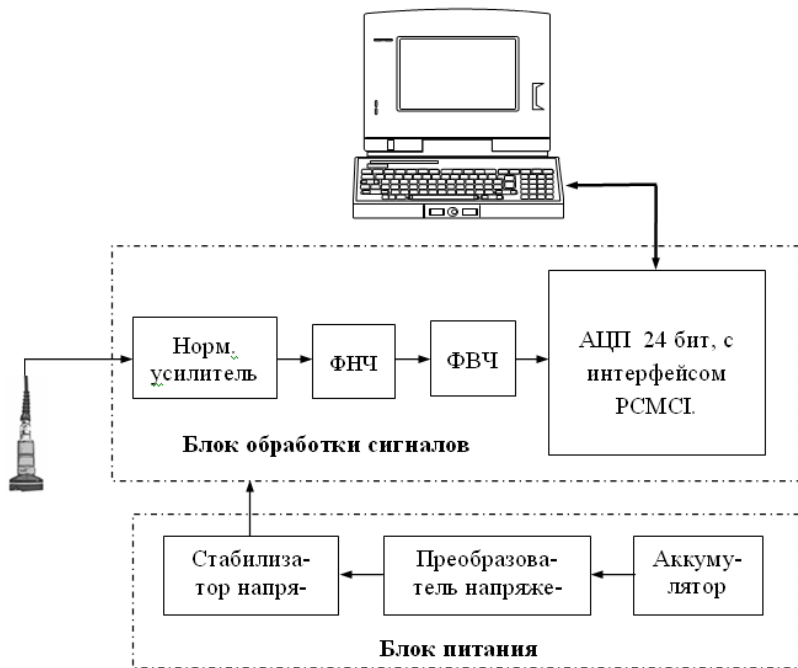 Норм.
усилитель
ФНЧ
ФВЧ
АЦП 24 бит, с
интерфейсом
PCMCI.
Блок обработки сигналов
Стабилиза-
тор напря-
Преобразова-
тель напряже-
Аккуму-
лятор
Блок питания